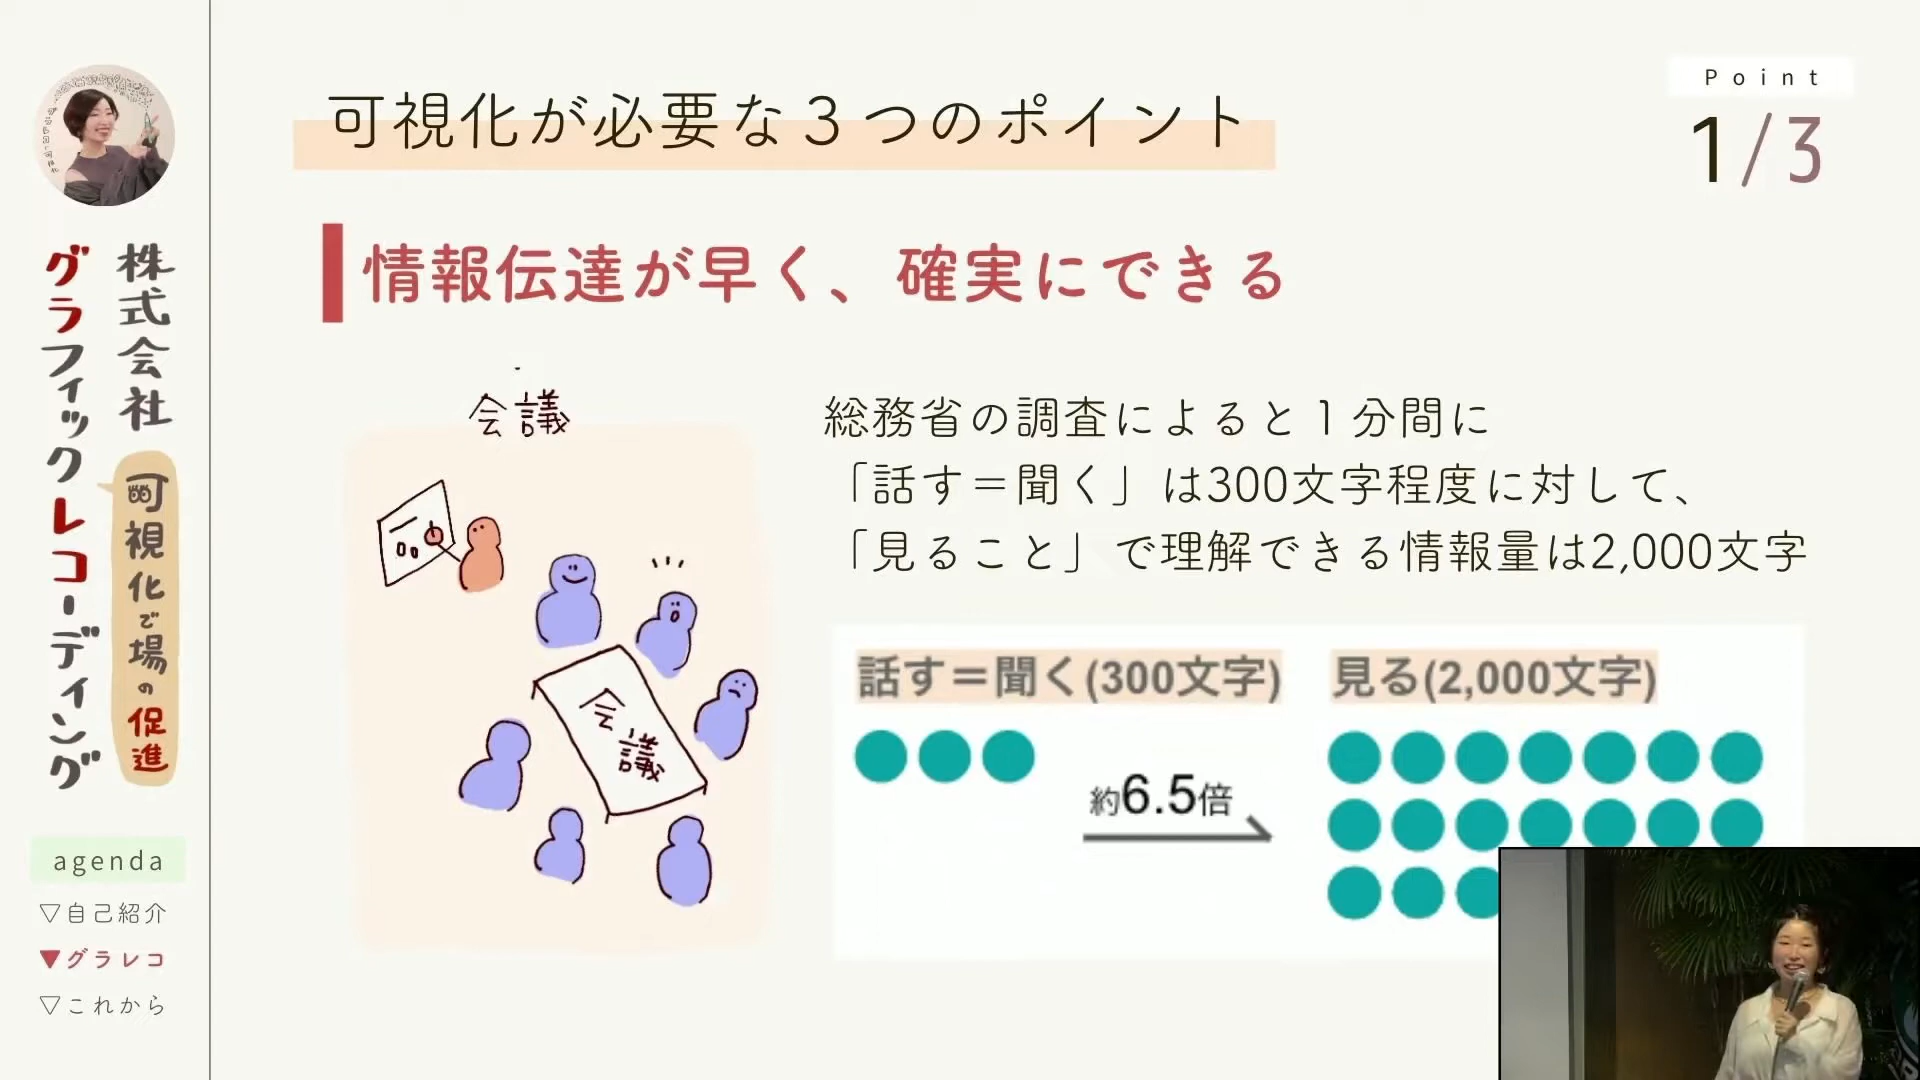 株式会社
グラフィックレコーディング
可視化で場の促進
agenda
▽自己紹介
▼グラレコ
▽これから
可視化が必要な3つのポイント
Point
1/3
情報伝達が早く、確実にできる
会議
会議
総務省の調査によると1分間に
「話す=聞く」は300文字程度に対して、
「見ること」で理解できる情報量は2,000文字
話す=聞く(300文字)
約6.5倍
見る(2,000文字)